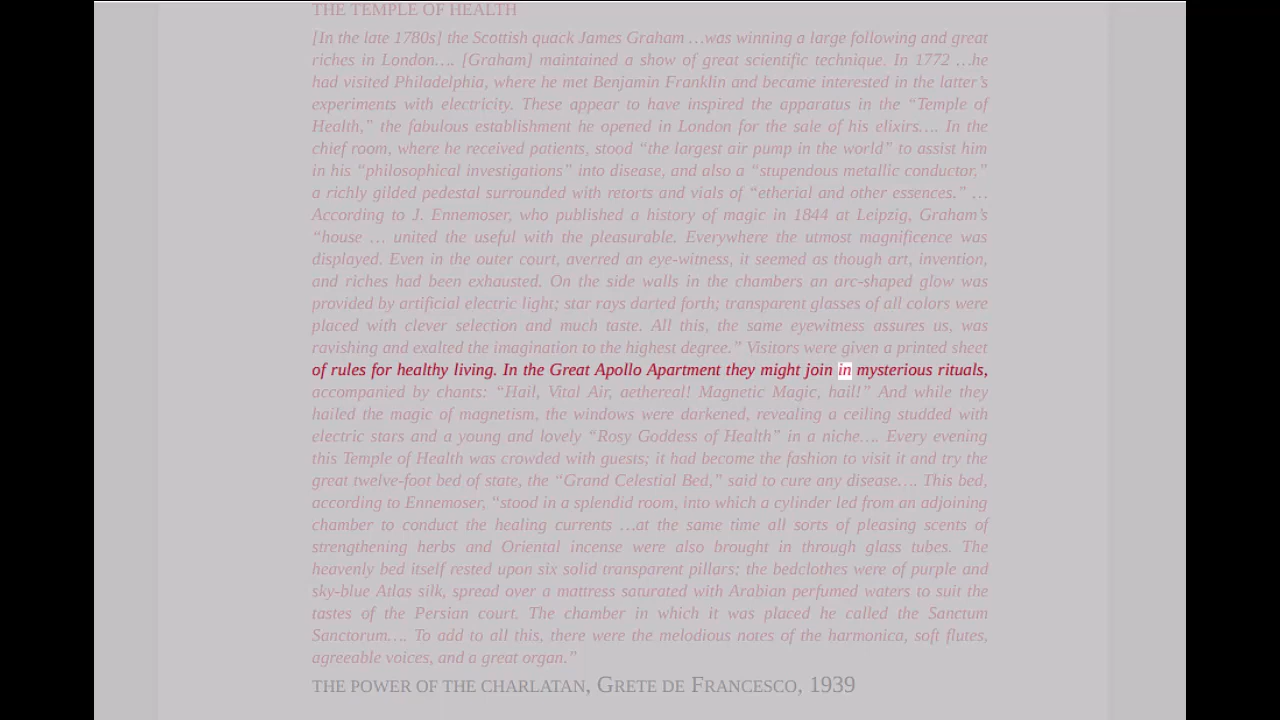 THE TEMPLE OF HEALTH
[In the late 1780s] the Scottish quack James Graham …was winning a large following and great
riches in London…. [Graham] maintained a show of great scientific technique. In 1772 …he
had visited Philadelphia, where he met Benjamin Franklin and became interested in the latter’s
experiments with electricity. These appear to have inspired the apparatus in the “Temple of
Health,” the fabulous establishment he opened in London for the sale of his elixirs…. In the
chief room, where he received patients, stood “the largest air pump in the world” to assist him
in his “philosophical investigations” into disease, and also a “stupendous metallic conductor,”
a richly gilded pedestal surrounded with retorts and vials of “etherial and other essences.” …
According to J. Ennemoser, who published a history of magic in 1844 at Leipzig, Graham’s
“house … united the useful with the pleasurable. Everywhere the utmost magnificence was
displayed. Even in the outer court, averred an eye-witness, it seemed as though art, invention,
and riches had been exhausted. On the side walls in the chambers an arc-shaped glow was
provided by artificial electric light; star rays darted forth; transparent glasses of all colors were
placed with clever selection and much taste. All this, the same eyewitness assures us, was
ravishing and exalted the imagination to the highest degree.” Visitors were given a printed sheet
of rules for healthy living. In the Great Apollo Apartment they might join in mysterious rituals,
accompanied by chants: “Hail, Vital Air, aethereal! Magnetic Magic, hail!” And while they
hailed the magic of magnetism, the windows were darkened, revealing a ceiling studded with
electric stars and a young and lovely “Rosy Goddess of Health” in a niche…. Every evening
this Temple of Health was crowded with guests; it had become the fashion to visit it and try the
great twelve-foot bed of state, the “Grand Celestial Bed,” said to cure any disease…. This bed,
according to Ennemoser, “stood in a splendid room, into which a cylinder led from an adjoining
chamber to conduct the healing currents …at the same time all sorts of pleasing scents of
strengthening herbs and Oriental incense were also brought in through glass tubes. The
heavenly bed itself rested upon six solid transparent pillars; the bedclothes were of purple and
sky-blue Atlas silk, spread over a mattress saturated with Arabian perfumed waters to suit the
tastes of the Persian court. The chamber in which it was placed he called the Sanctum
Sanctorum…. To add to all this, there were the melodious notes of the harmonica, soft flutes,
agreeable voices, and a great organ.”
THE POWER OF THE CHARLATAN, GRETE DE FRANCESCO, 1939